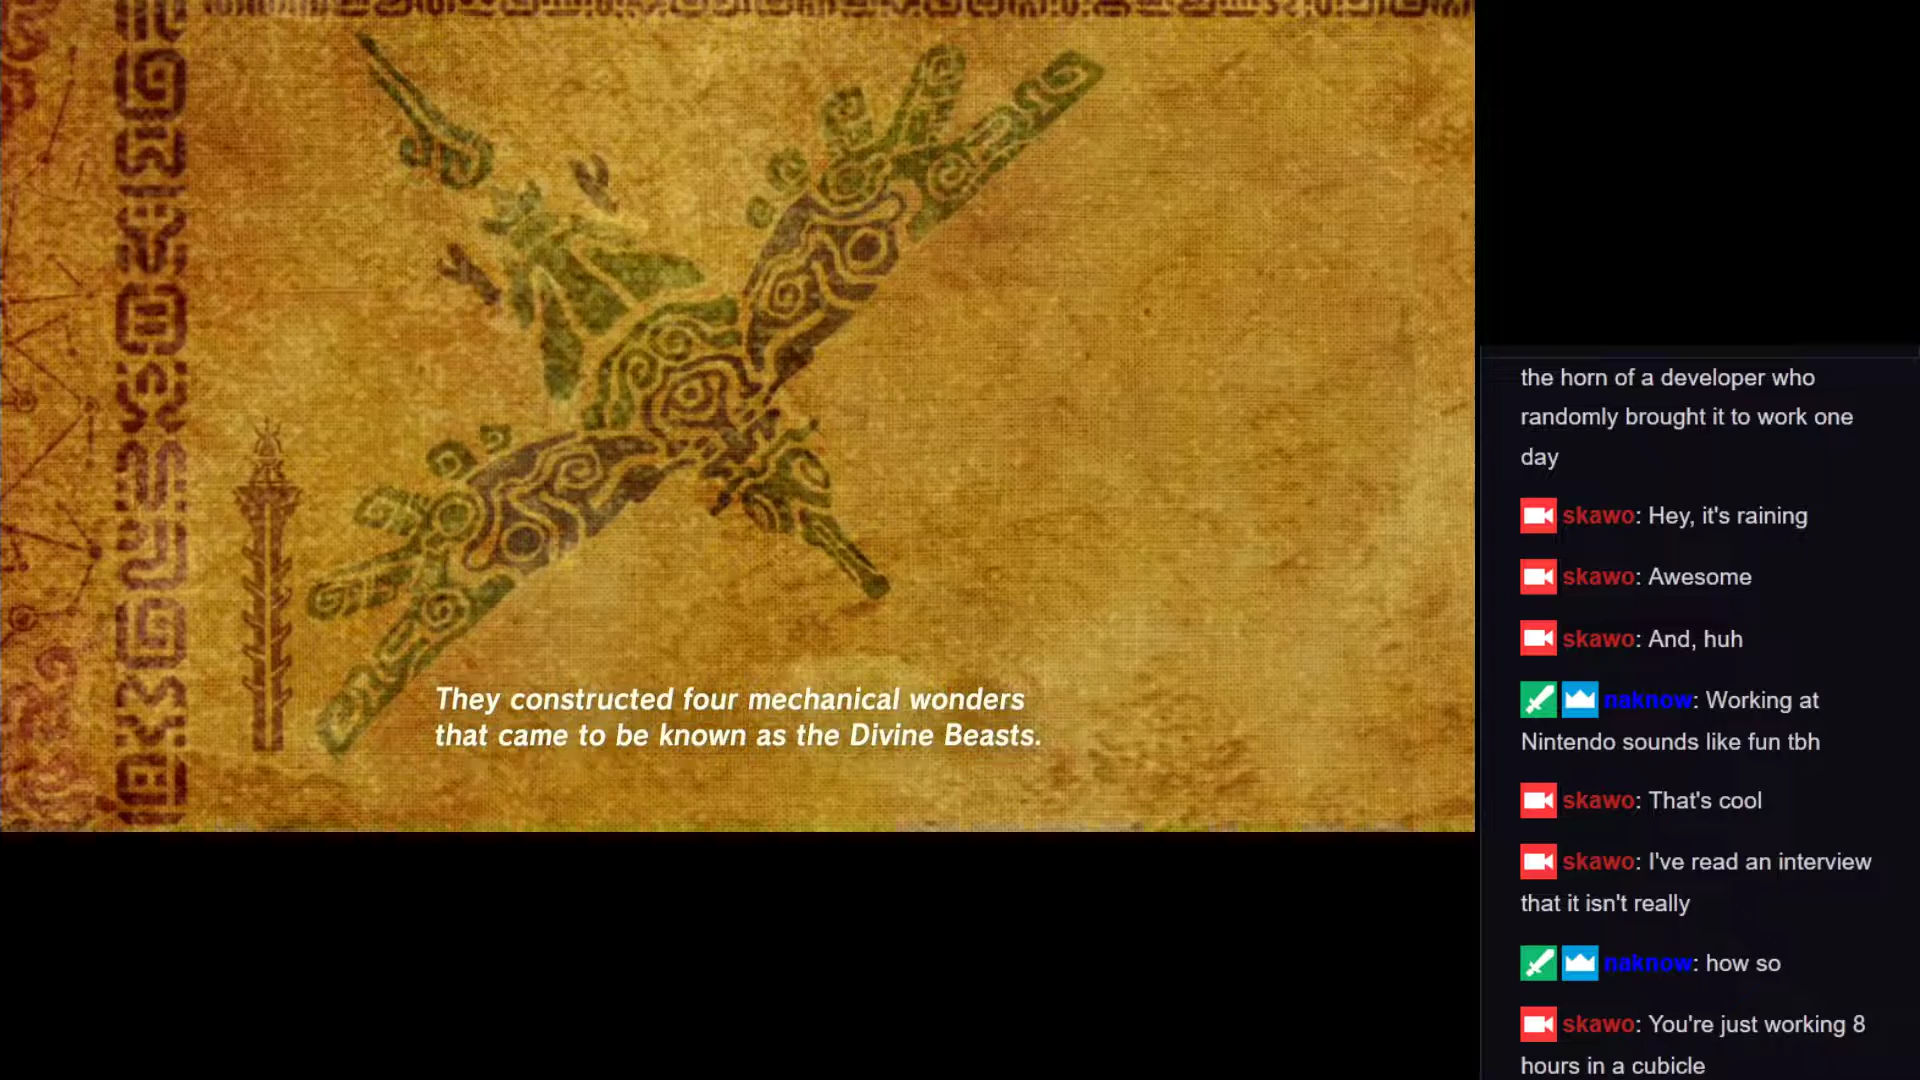 They constructed four mechanical wonders
that came to be known as the Divine Beasts.
the horn of a developer who
randomly brought it to work one
day
skawo: Hey, it's raining
skawo: Awesome
skawo: And, huh
naknow: Working at
Nintendo sounds like fun tbh
skawo: That's cool
skawo: I've read an interview
that it isn't really
naknow: how so
skawo: You're just working 8
hours in a cubicle